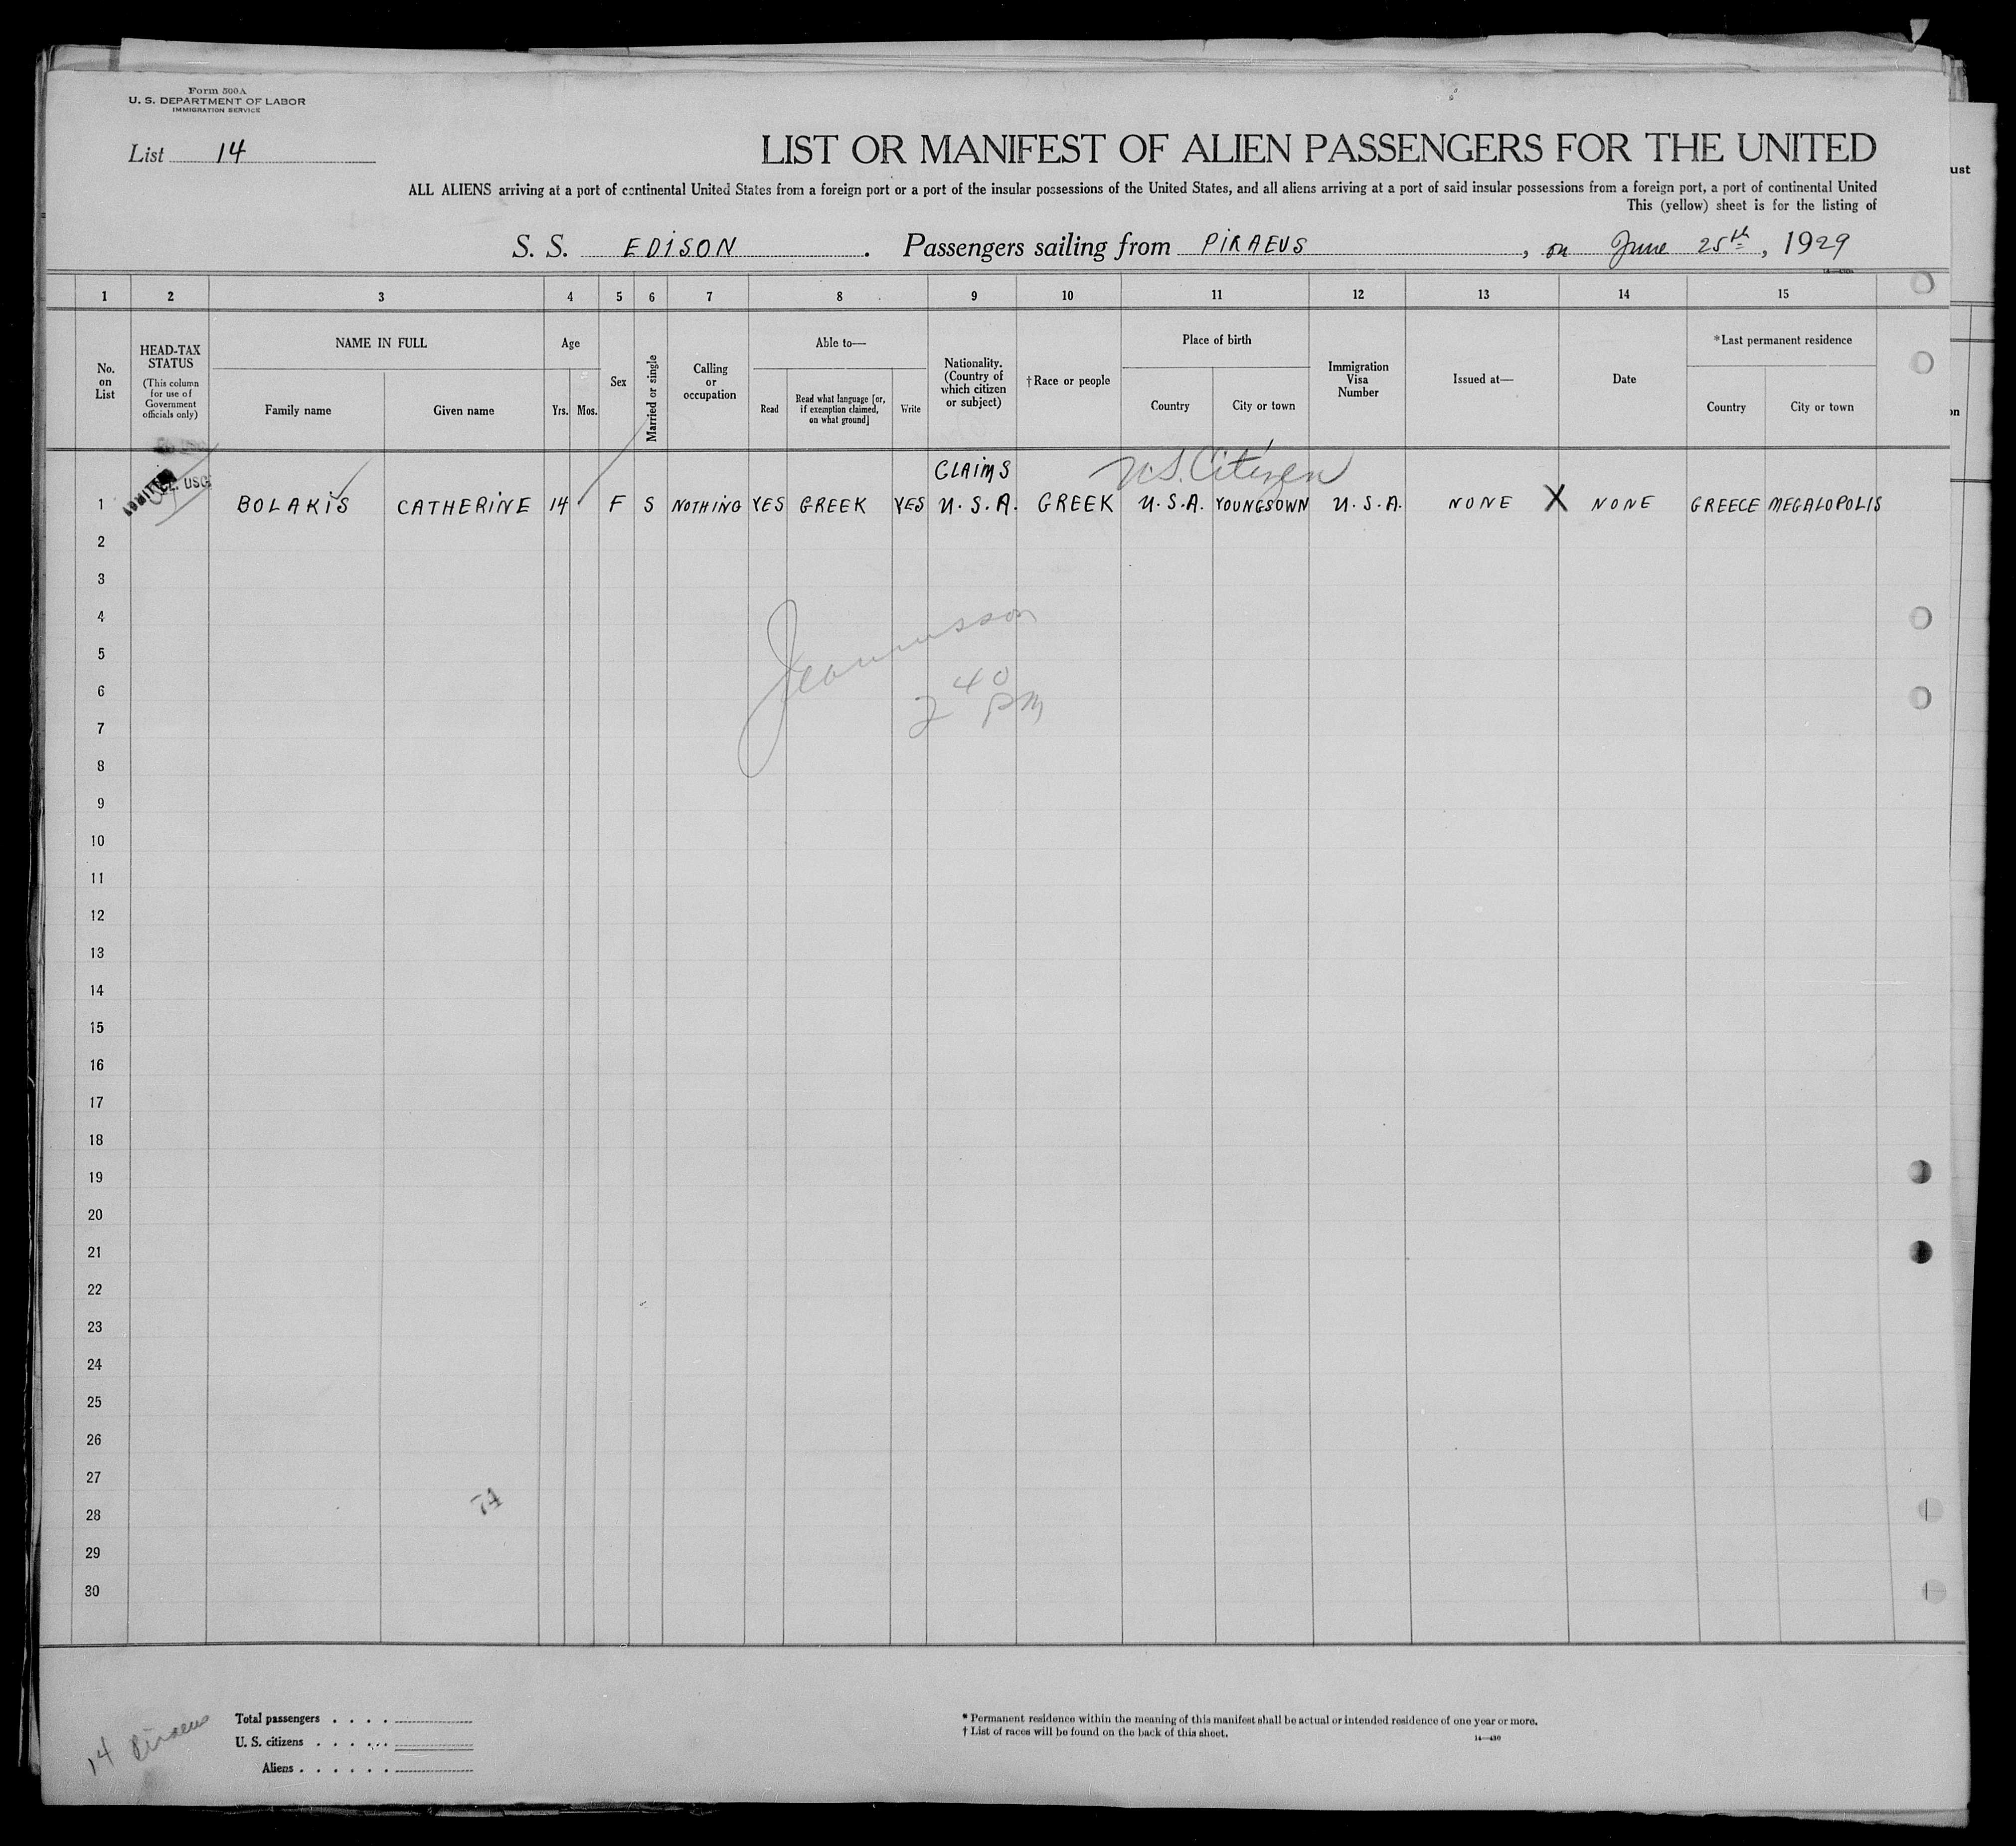 Form 500A
U. S. DEPARTMENT OF LABOR
IMMIGRATION SERVICE
List 14
LIST OR MANIFEST OF ALIEN PASSENGERS FOR THE UNITED
ALL ALIENS arriving at a port of continental United States from a foreign port or a port of the insular possessions of the United States, and all aliens arriving at a port of said insular possessions from a foreign port, a port of continental United
This (yellow) sheet is for the listing of
ust
S. S. EDISON . Passengers sailing from PIRAEUS , on June 25th , 1929
1 2 3 4 5 6 7 8 9 10 11 12 13 14 15
No. on List
HEAD-TAX STATUS
(This column for use of Government officials only)
NAME IN FULL
Family name
Given name
Age
Yrs. Mos.
Sex
Married or single
Calling or occupation
Able to—
Read
Read what language [or, if exemption claimed, on what ground]
Write
Nationality. (Country of which citizen or subject)
†Race or people
Place of birth
Country
City or town
Immigration Visa Number
Issued at—
Date
*Last permanent residence
Country
City or town
on
CLAIMS U.S. Citizen
USC
1 BOLAKIS CATHERINE 14 F S NOTHING YES GREEK YES U.S.A. GREEK U.S.A. YOUNGSOWN U.S.A. NONE X NONE GREECE MEGALOPOLIS
2
3
4
5
6
7
8
9
10
11
12
13
14
15
16
17
18
19
20
21
22
23
24
25
26
27
28
29
30
2 40 PM
74
14 Piraeus
Total passengers . . . .
U. S. citizens . . . . . .
Aliens . . . . . .
* Permanent residence within the meaning of this manifest shall be actual or intended residence of one year or more.
† List of races will be found on the back of this sheet.
14—430